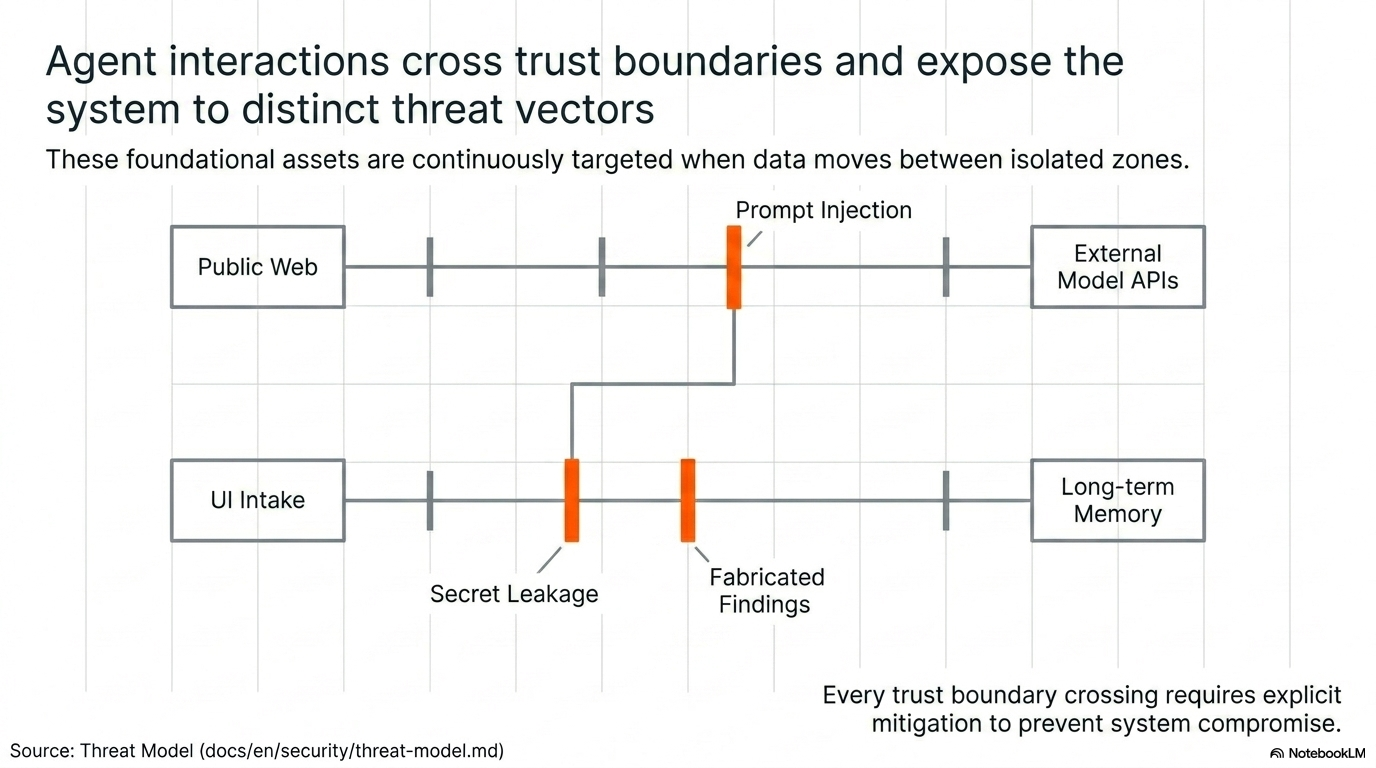 Agent interactions cross trust boundaries and expose the
system to distinct threat vectors
These foundational assets are continuously targeted when data moves between isolated zones.
Prompt Injection
Public Web
External
Model APIs
UI Intake
Long-term
Memory
Secret Leakage
Fabricated
Findings
Every trust boundary crossing requires explicit
mitigation to prevent system compromise.
Source: Threat Model (docs/en/security/threat-model.md)
NotebookLM